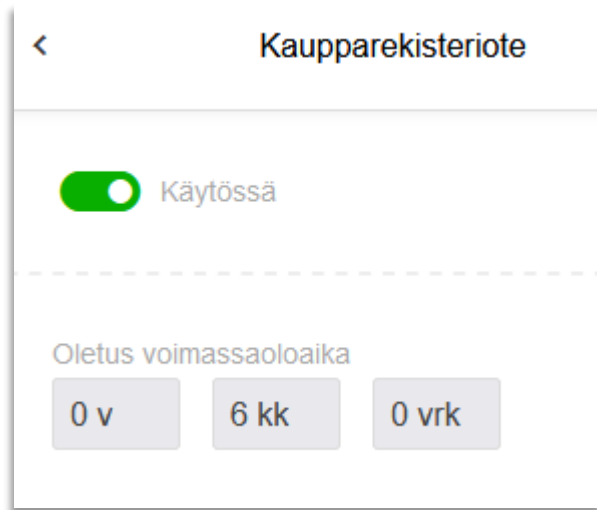 Kaupparekisteriote
Käytössä
Oletus voimassaoloaika
0 v 6 kk 0 vrk